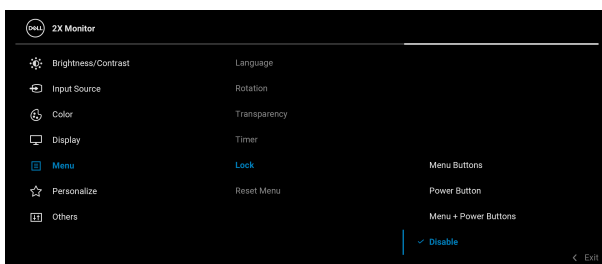 DELL 2X Monitor
Brightness/Contrast Language
Input Source Rotation
Color Transparency
Display Timer
Menu Lock Menu Buttons
Personalize Reset Menu Power Button
Others Menu + Power Buttons
Disable
Exit